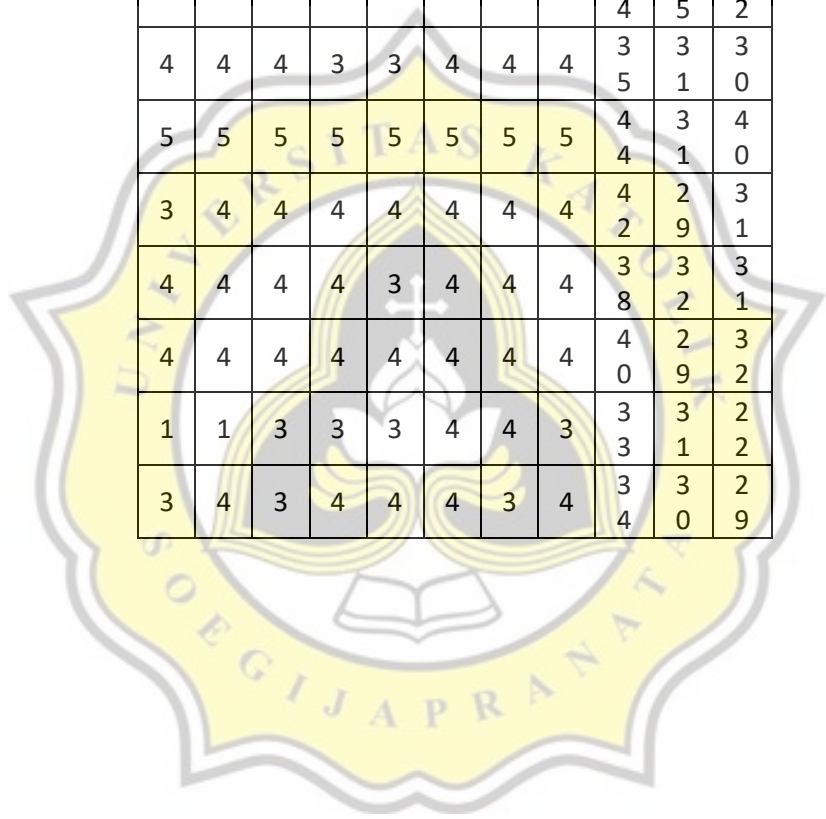 4 5 2
4 4 4 3 3 4 4 4 35 31 30
5 5 5 5 5 5 5 5 44 31 40
3 4 4 4 4 4 4 4 42 29 31
4 4 4 4 3 4 4 4 38 32 31
4 4 4 4 4 4 4 4 40 29 32
1 1 3 3 3 4 4 3 33 31 22
3 4 3 4 4 4 3 4 34 30 29
UNIVERSITAS KATOLIK
SOEGIJAPRANATA